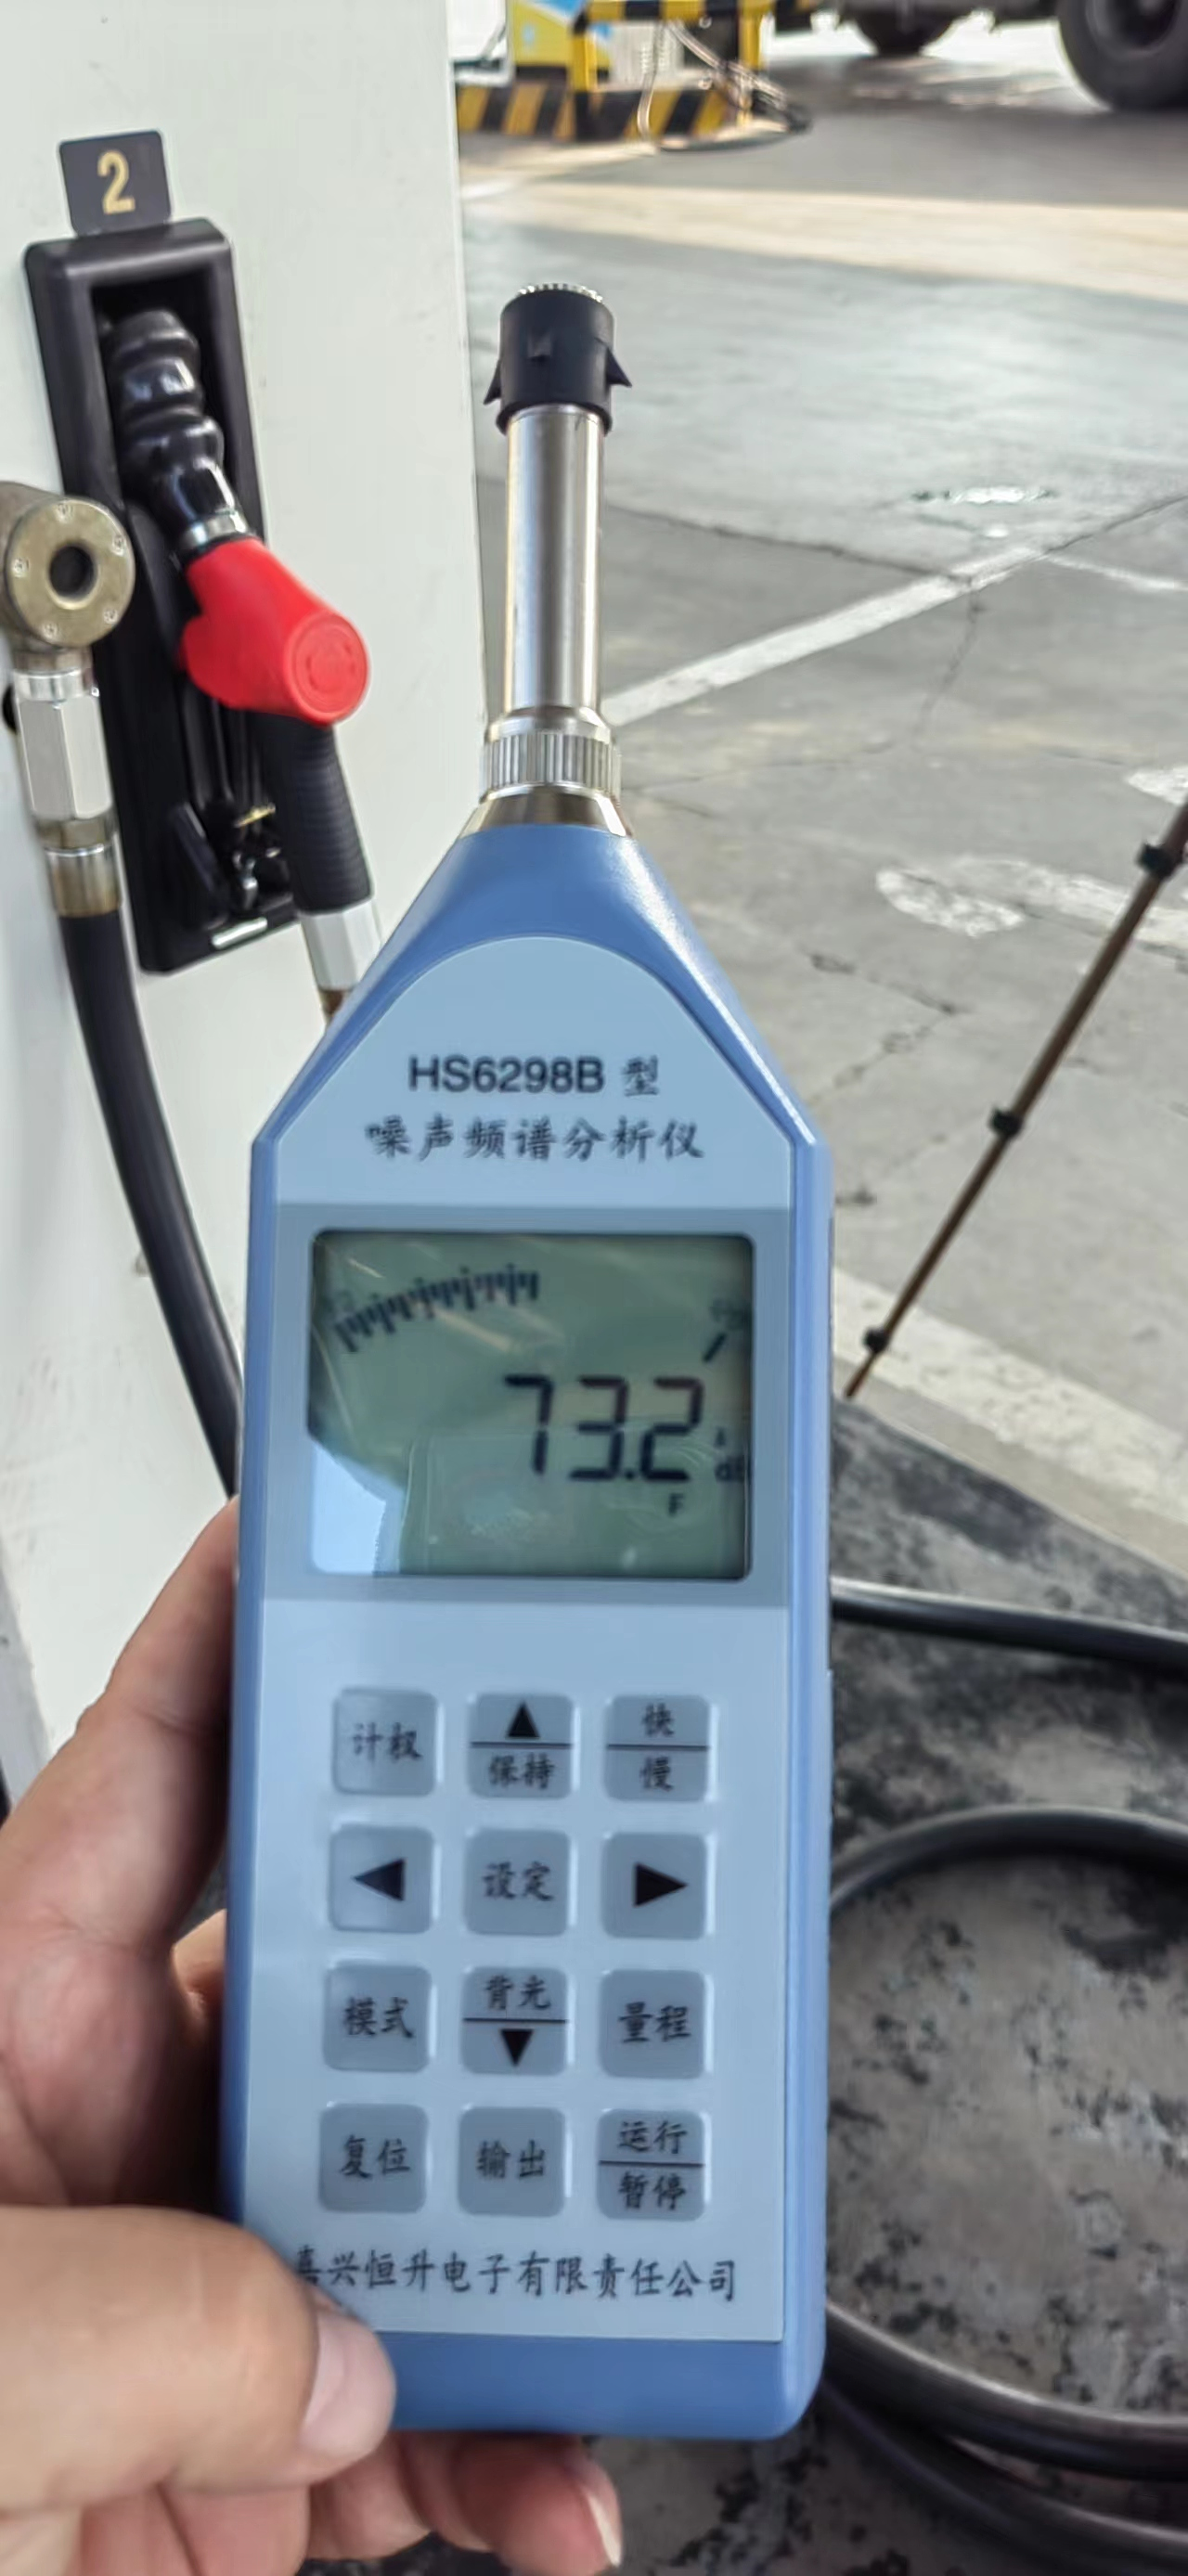 2
HS6298B 型
噪声频谱分析仪
73.2
dB
F
计权
▲
保持
快
慢
◀
设定
▶
模式
背光
▼
量程
复位
输出
运行
暂停
嘉兴恒升电子有限责任公司